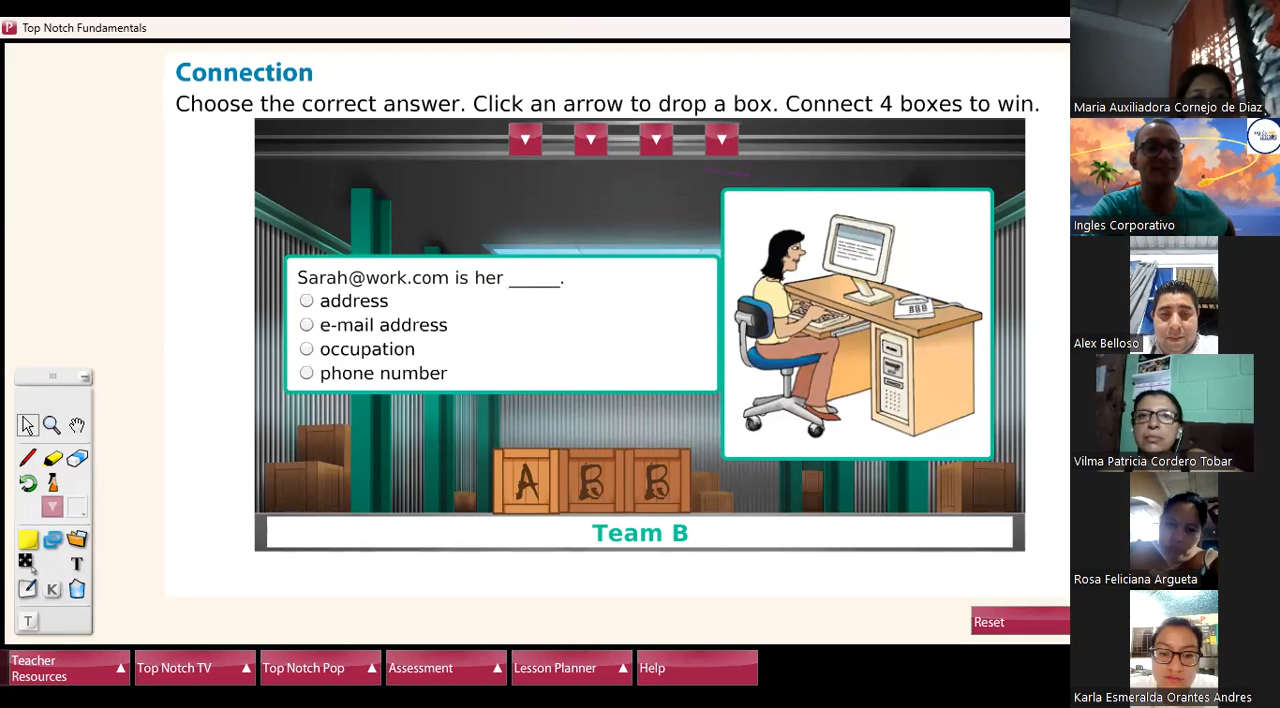 Top Notch Fundamentals
Connection
Choose the correct answer. Click an arrow to drop a box. Connect 4 boxes to win.
Sarah@work.com is her _____.
address
e-mail address
occupation
phone number
A B B
Team B
Reset
Teacher
Resources
Top Notch TV
Top Notch Pop
Assessment
Lesson Planner
Help
T
K
T
Maria Auxiliadora Cornejo de Diaz
Ingles Corporativo
Alex Belloso
Vilma Patricia Cordero Tobar
Rosa Feliciana Argueta
Karla Esmeralda Orantes Andres